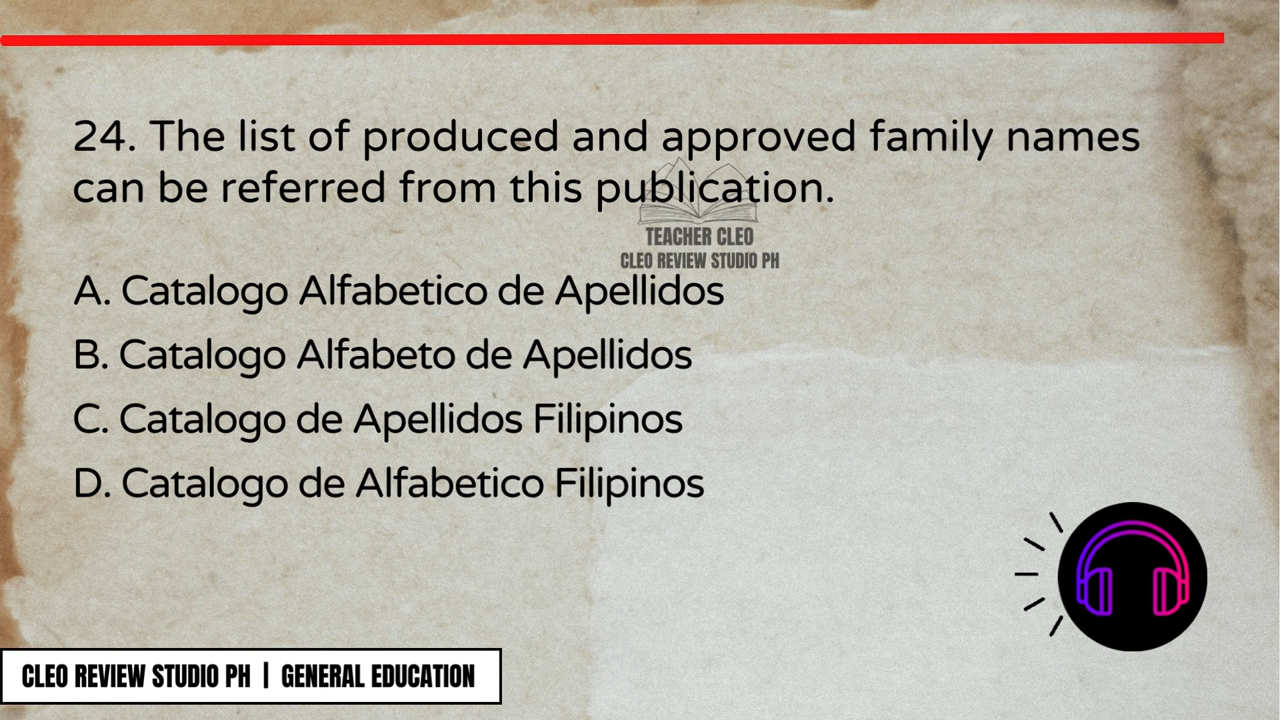 24. The list of produced and approved family names
can be referred from this publication.
TEACHER CLEO
CLEO REVIEW STUDIO PH
A. Catalogo Alfabetico de Apellidos
B. Catalogo Alfabeto de Apellidos
C. Catalogo de Apellidos Filipinos
D. Catalogo de Alfabetico Filipinos
CLEO REVIEW STUDIO PH | GENERAL EDUCATION